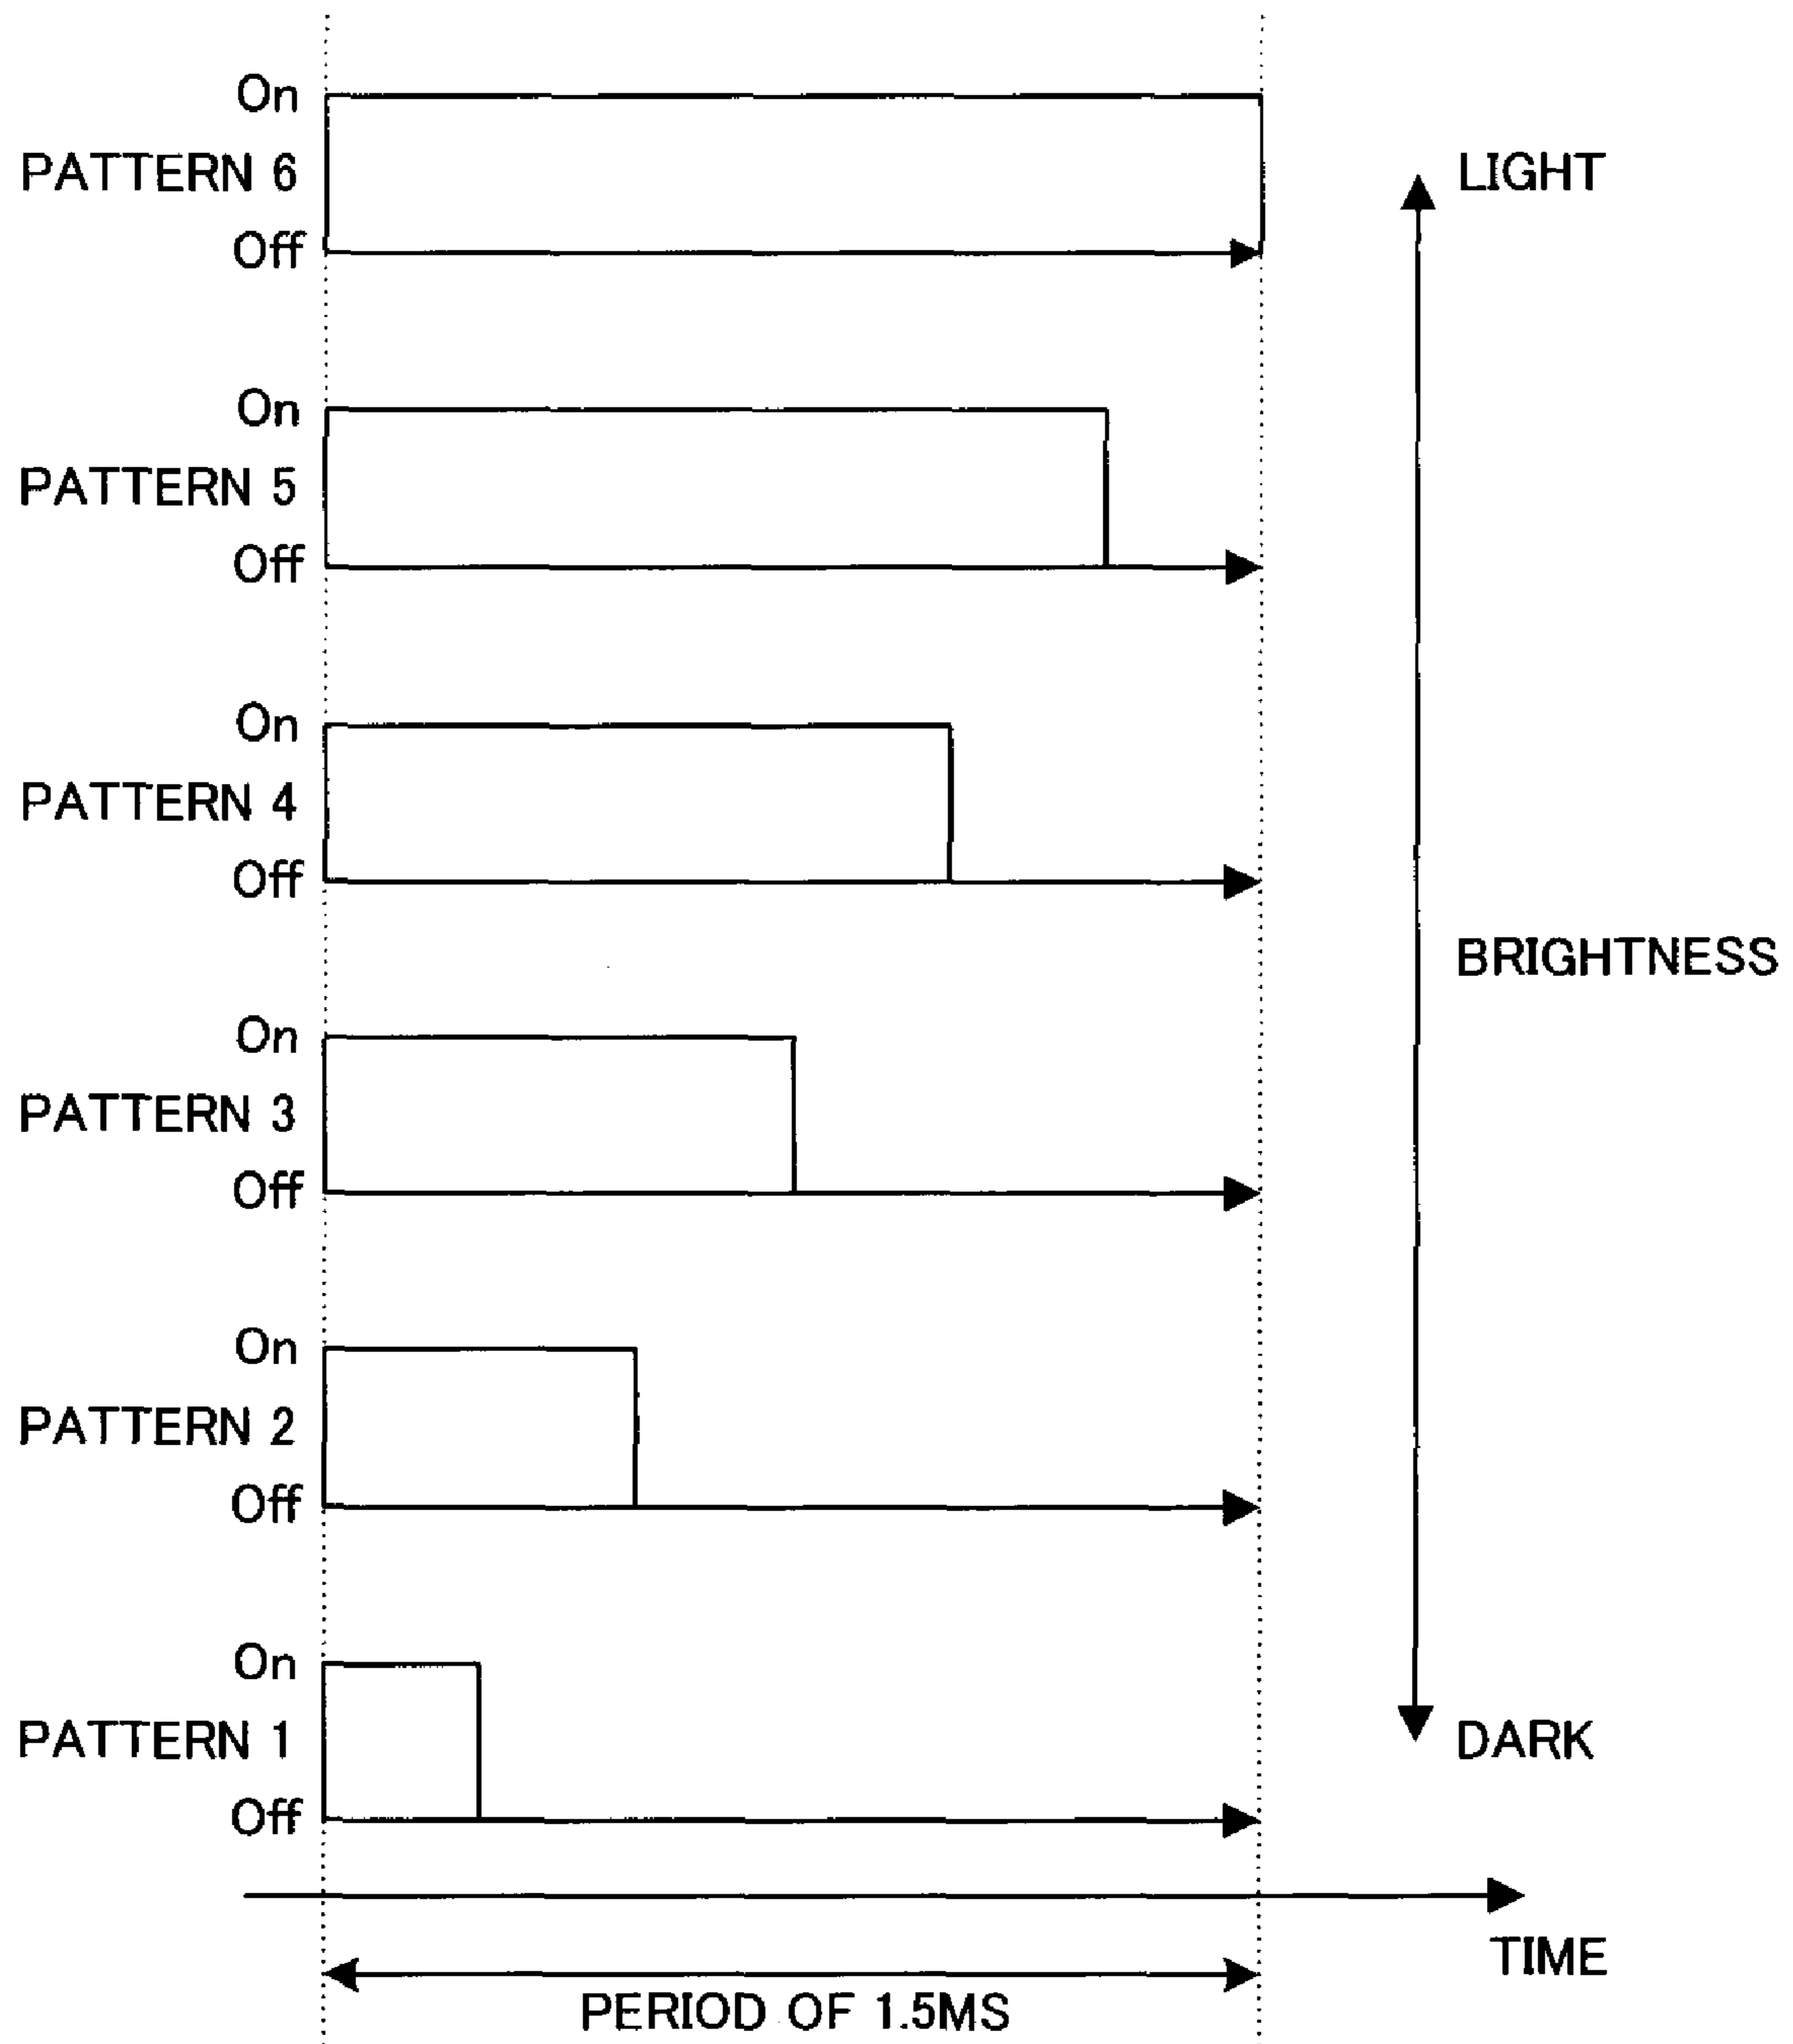 On
PATTERN 6
Off
LIGHT
On
PATTERN 5
Off
On
PATTERN 4
Off
BRIGHTNESS
On
PATTERN 3
Off
On
PATTERN 2
Off
On
PATTERN 1
Off
DARK
TIME
PERIOD OF 1.5MS